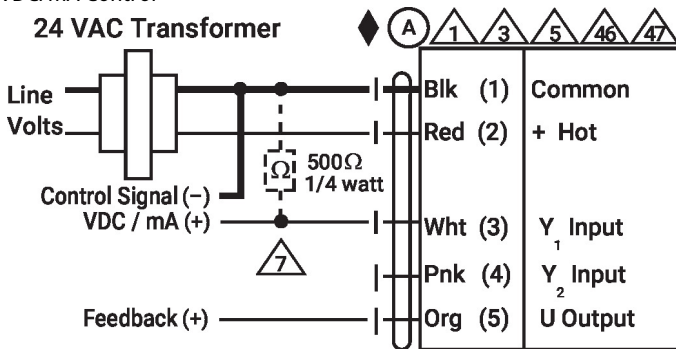 24 VAC Transformer
A 1 3 5 46 47
Line
Volts
Blk (1) Common
Red (2) + Hot
Ω 500Ω
1/4 watt
Control Signal (−)
VDC / mA (+)
Wht (3) Y1 Input
7
Pnk (4) Y2 Input
Feedback (+)
Org (5) U Output